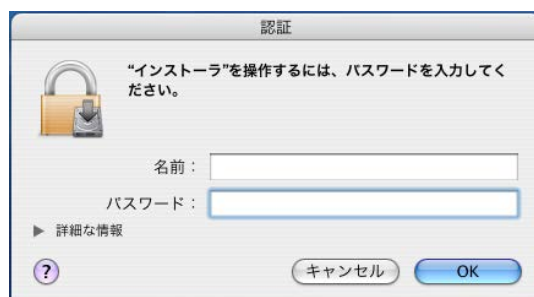 認証
“インストーラ”を操作するには、パスワードを入力してく
ださい。
名前：
パスワード：
▶ 詳細な情報
?
キャンセル
OK